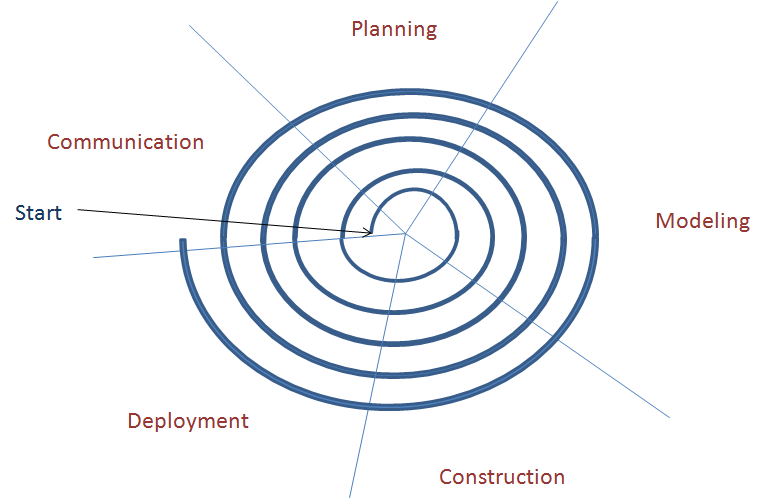 Planning
Communication
Start
Modeling
Deployment
Construction